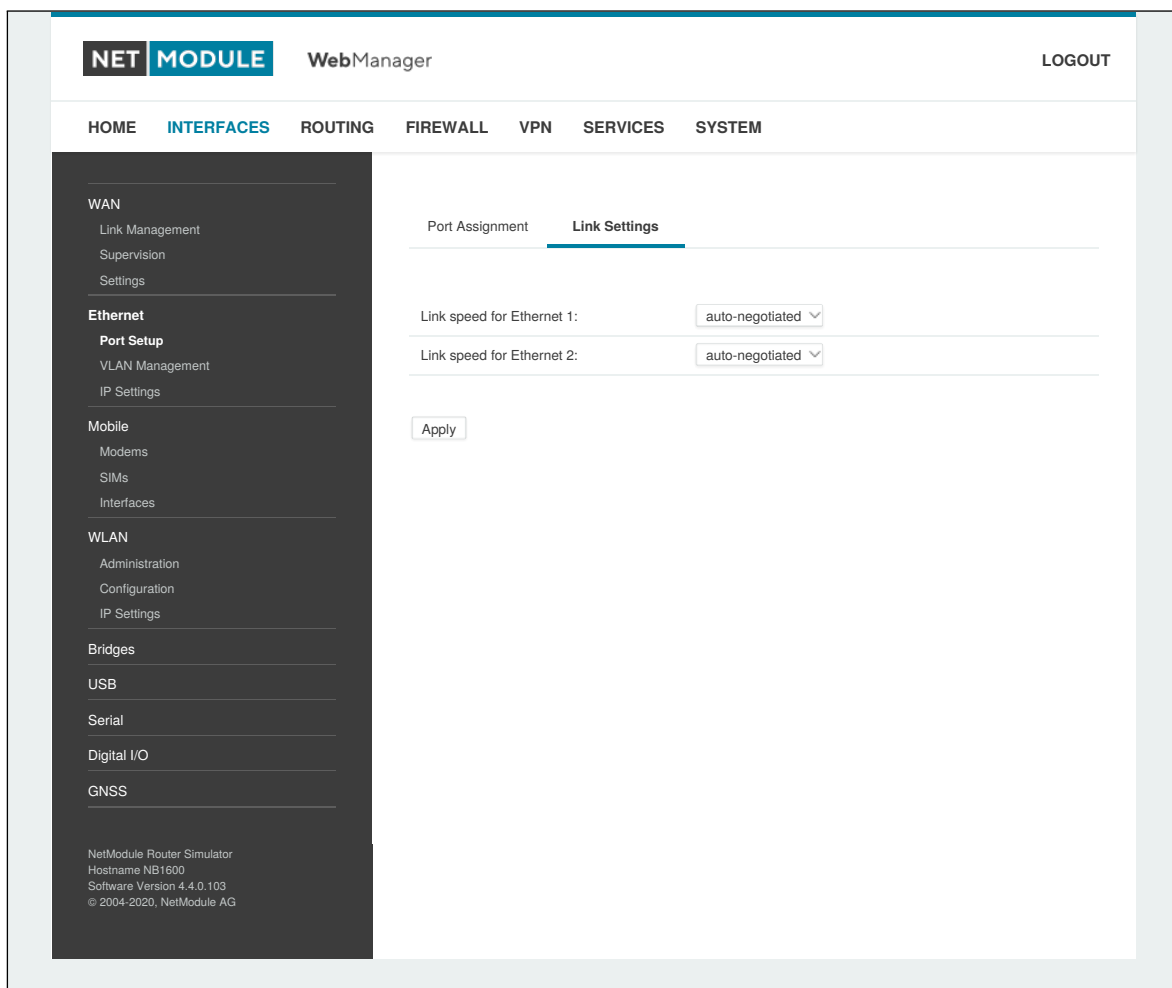 NET MODULE WebManager LOGOUT
HOME INTERFACES ROUTING FIREWALL VPN SERVICES SYSTEM
WAN
Link Management
Supervision
Settings
Ethernet
Port Setup
VLAN Management
IP Settings
Mobile
Modems
SIMs
Interfaces
WLAN
Administration
Configuration
IP Settings
Bridges
USB
Serial
Digital I/O
GNSS
NetModule Router Simulator
Hostname NB1600
Software Version 4.4.0.103
© 2004-2020, NetModule AG
Port Assignment Link Settings
Link speed for Ethernet 1: auto-negotiated
Link speed for Ethernet 2: auto-negotiated
Apply